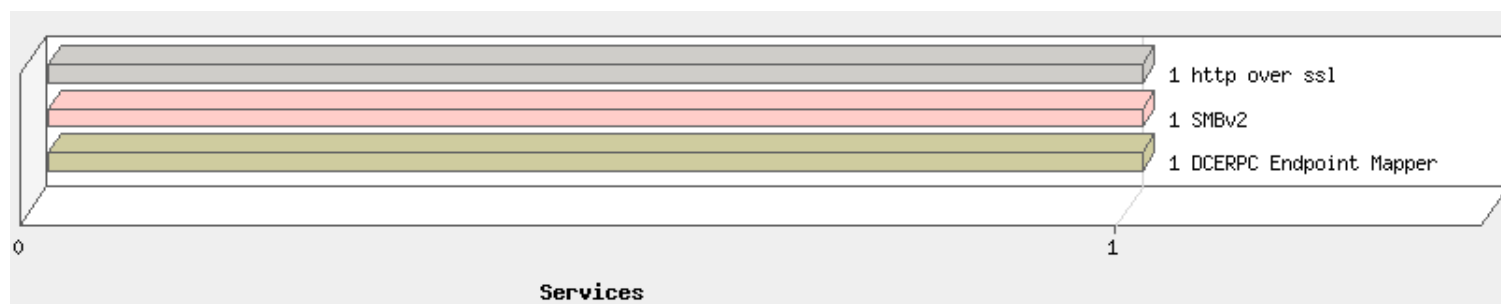 1 http over ssl
1 SMBv2
1 DCERPC Endpoint Mapper
0 1
Services